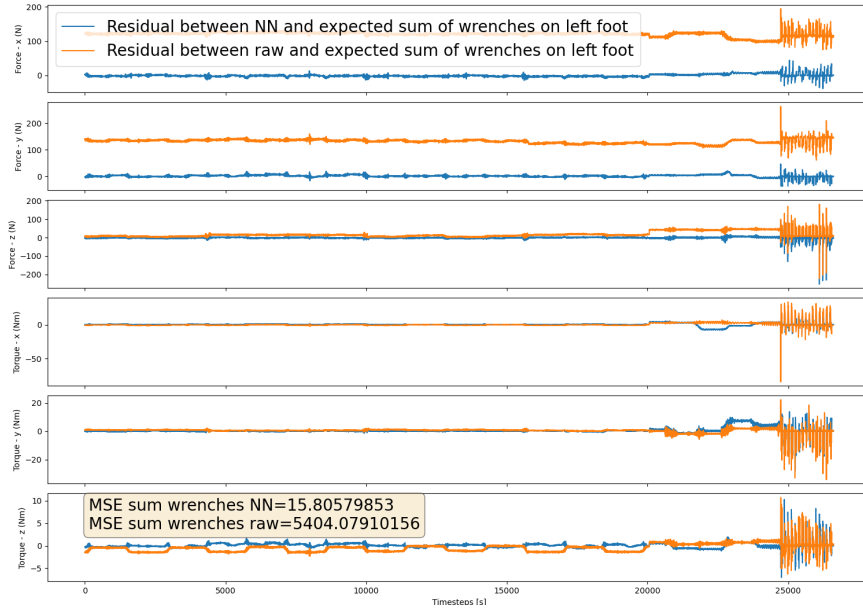 Residual between NN and expected sum of wrenches on left foot
Residual between raw and expected sum of wrenches on left foot
Force - x (N)
200
100
0
Force - y (N)
200
100
0
Force - z (N)
200
100
0
−100
−200
Torque - x (Nm)
0
−50
Torque - y (Nm)
20
0
−20
MSE sum wrenches NN=15.80579853
MSE sum wrenches raw=5404.07910156
Torque - z (Nm)
10
5
0
−5
0
5000
10000
15000
20000
25000
Timesteps [s]